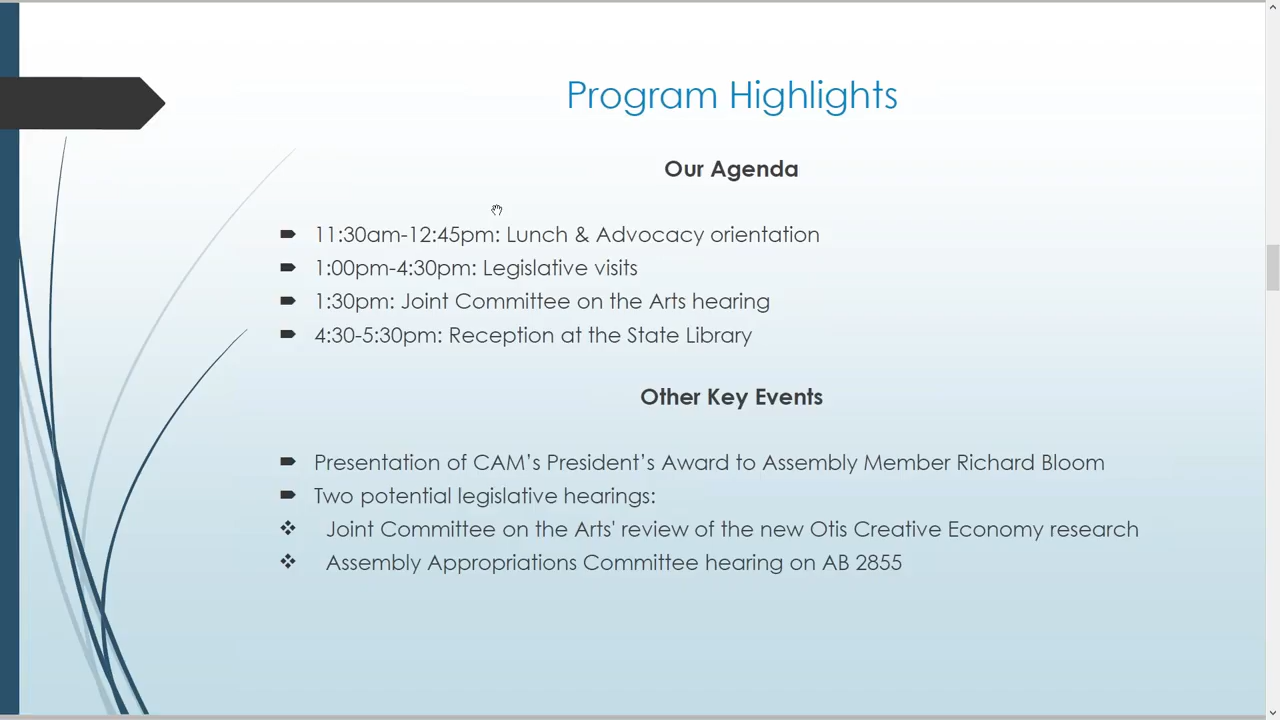 Program Highlights
Our Agenda
11:30am-12:45pm: Lunch & Advocacy orientation
1:00pm-4:30pm: Legislative visits
1:30pm: Joint Committee on the Arts hearing
4:30-5:30pm: Reception at the State Library
Other Key Events
Presentation of CAM’s President’s Award to Assembly Member Richard Bloom
Two potential legislative hearings:
Joint Committee on the Arts' review of the new Otis Creative Economy research
Assembly Appropriations Committee hearing on AB 2855